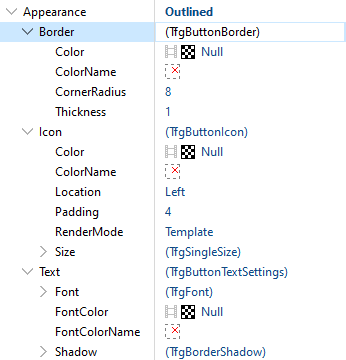 Appearance Outlined
Border (TfgButtonBorder)
Color Null
ColorName
CornerRadius 8
Thickness 1
Icon (TfgButtonIcon)
Color Null
ColorName
Location Left
Padding 4
RenderMode Template
Size (TfgSingleSize)
Text (TfgButtonTextSettings)
Font (TfgFont)
FontColor Null
FontColorName
Shadow (TfgBorderShadow)